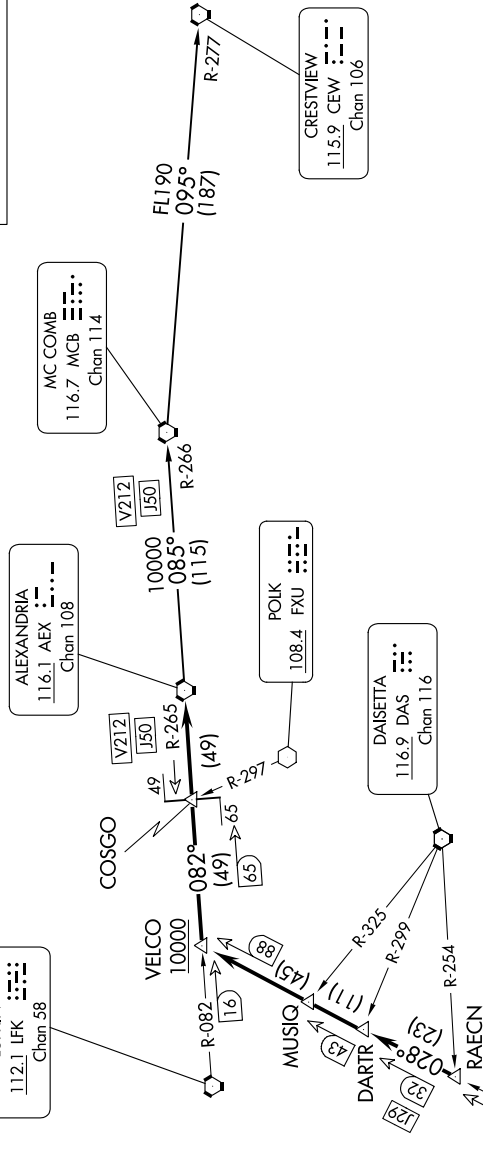 CRESTVIEW
115.9 CEW
Chan 106
R-277
FL190
095°
(187)
MC COMB
116.7 MCB
Chan 114
R-266
V212
J50
10000
085°
(115)
ALEXANDRIA
116.1 AEX
Chan 108
V212
J50
R-265
(49)
49
COSGO
65
65
R-297
POLK
108.4 FXU
082°
(49)
VELCO
10000
R-082
16
112.1 LFK
Chan 58
88
(45)
MUSIQ
43
(11)
DARTR
028°
(23)
32
J29
RAECN
R-325
R-299
R-254
DAISETTA
116.9 DAS
Chan 116